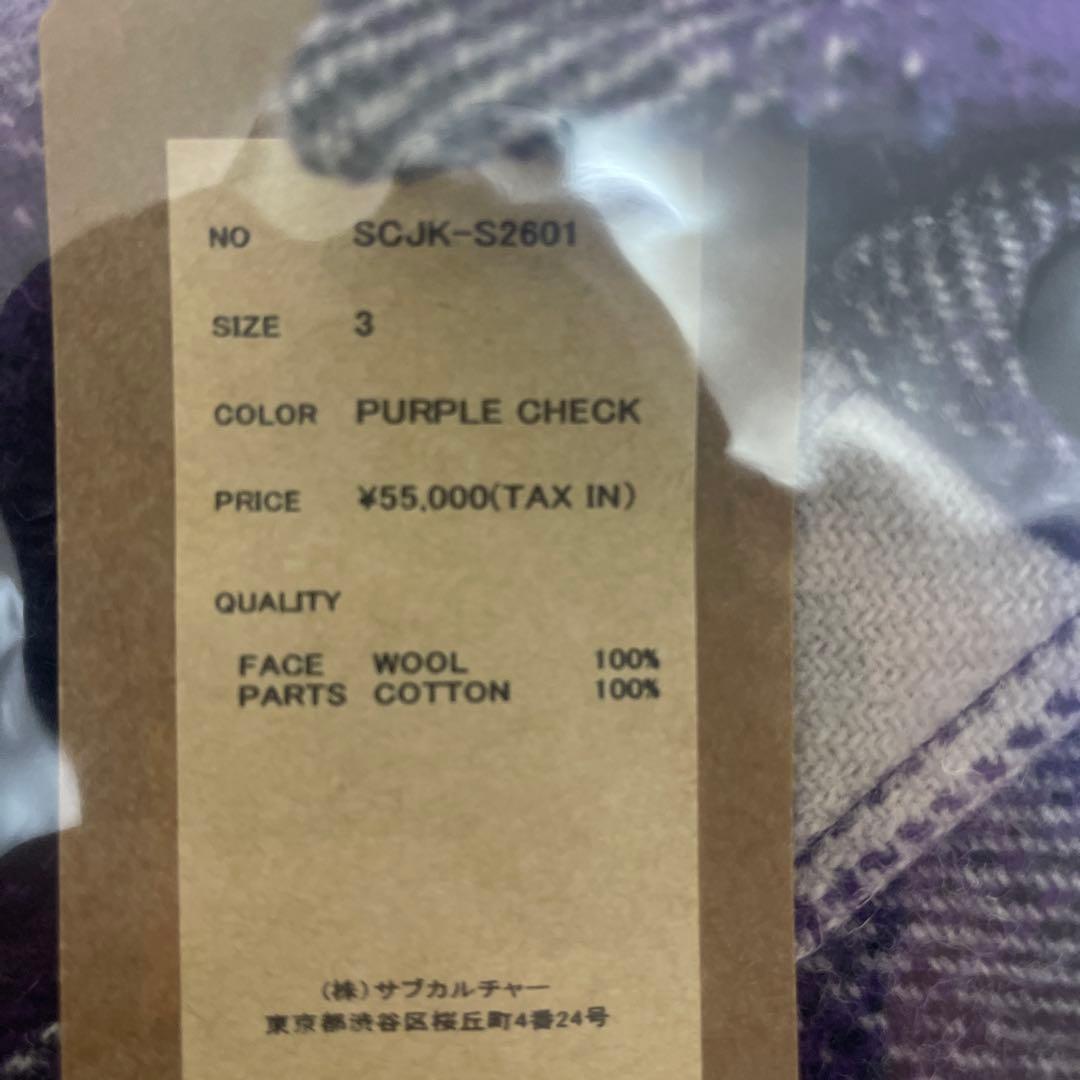 NO SCJK-S2601
SIZE 3
COLOR PURPLE CHECK
PRICE ¥55,000(TAX IN)
QUALITY
FACE WOOL 100%
PARTS COTTON 100%
(株)サブカルチャー
東京都渋谷区桜丘町4番24号